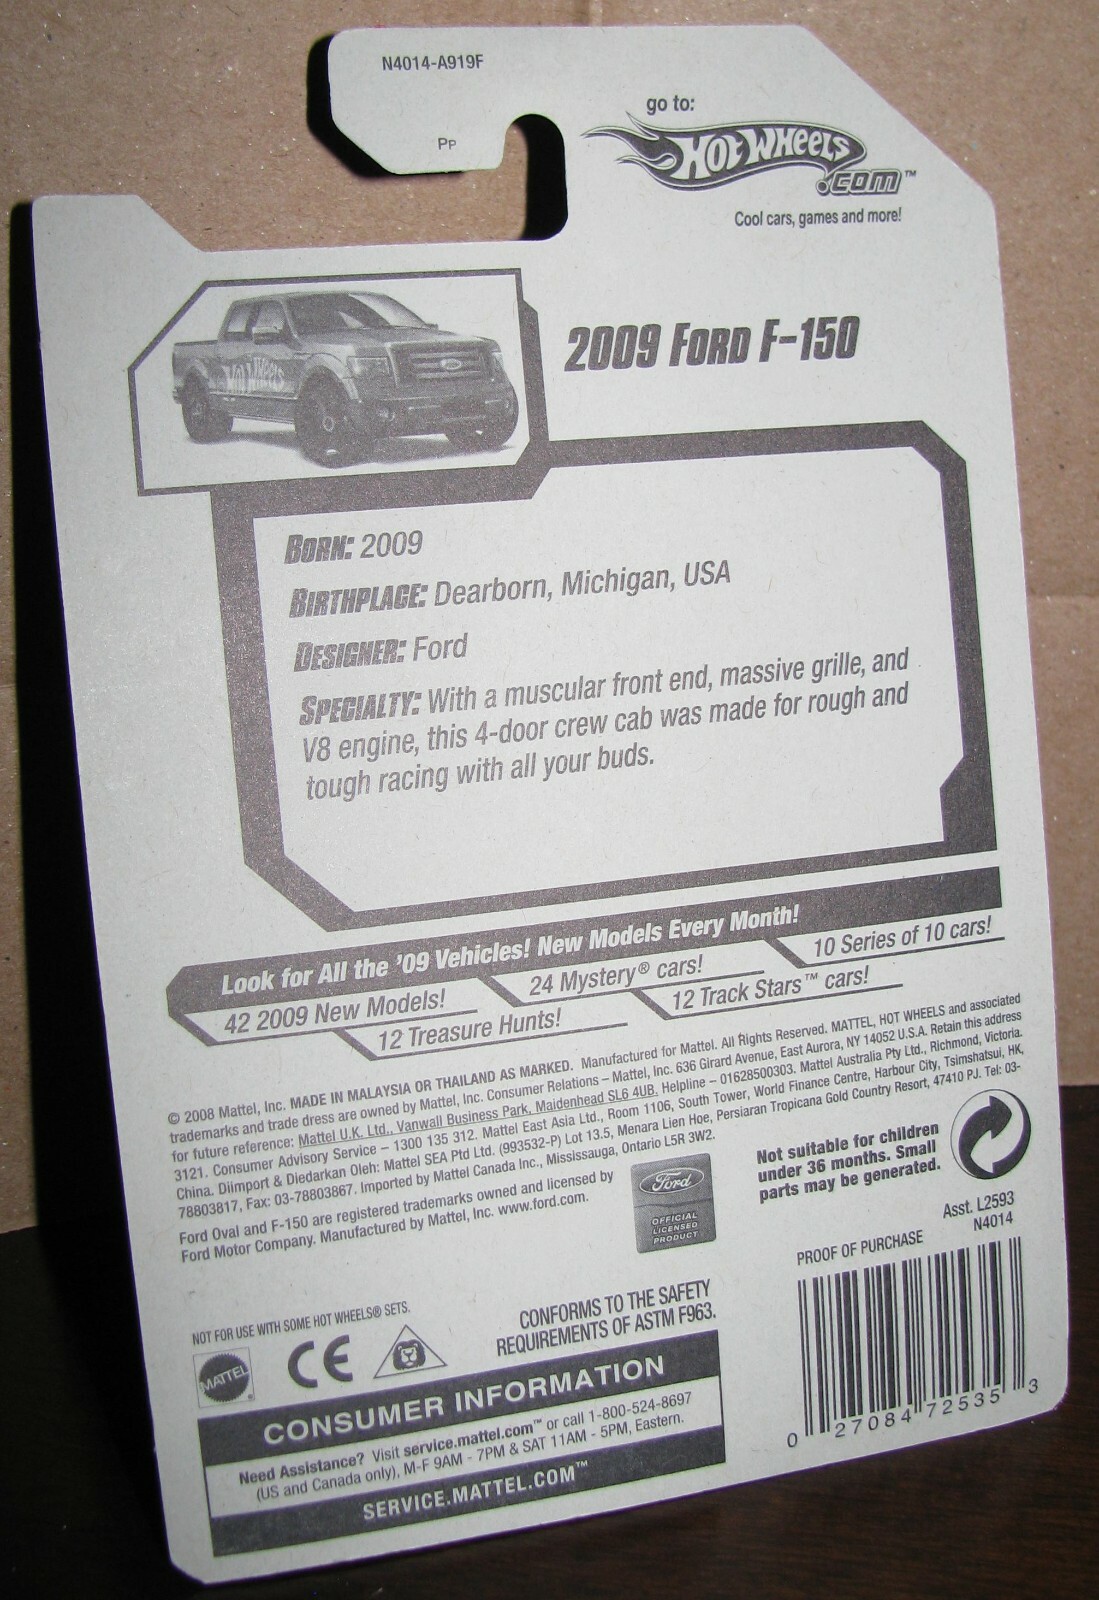 N4014-A919F
PP
go to:
Hot Wheels
.com™
Cool cars, games and more!
Hot Wheels
2009 FORD F-150
BORN: 2009
BIRTHPLACE: Dearborn, Michigan, USA
DESIGNER: Ford
SPECIALTY: With a muscular front end, massive grille, and
V8 engine, this 4-door crew cab was made for rough and
tough racing with all your buds.
Look for All the '09 Vehicles! New Models Every Month!
42 2009 New Models!
24 Mystery® cars!
10 Series of 10 cars!
12 Treasure Hunts!
12 Track Stars™ cars!
© 2008 Mattel, Inc. MADE IN MALAYSIA OR THAILAND AS MARKED. Manufactured for Mattel. All Rights Reserved. MATTEL, HOT WHEELS and associated
trademarks and trade dress are owned by Mattel, Inc. Consumer Relations – Mattel, Inc. 636 Girard Avenue, East Aurora, NY 14052 U.S.A. Retain this address
for future reference: Mattel U.K. Ltd., Vanwall Business Park, Maidenhead SL6 4UB. Helpline – 01628500303. Mattel Australia Pty Ltd., Richmond, Victoria.
3121. Consumer Advisory Service – 1300 135 312. Mattel East Asia Ltd., Room 1106, South Tower, World Finance Centre, Harbour City, Tsimshatsui, HK,
China. Diimport & Diedarkan Oleh: Mattel SEA Ptd Ltd. (993532-P) Lot 13.5, Menara Lien Hoe, Persiaran Tropicana Gold Country Resort, 47410 PJ. Tel: 03-
78803817, Fax: 03-78803867. Imported by Mattel Canada Inc., Mississauga, Ontario L5R 3W2.
Ford Oval and F-150 are registered trademarks owned and licensed by
Ford Motor Company. Manufactured by Mattel, Inc. www.ford.com.
Ford
OFFICIAL
LICENSED
PRODUCT
Not suitable for children
under 36 months. Small
parts may be generated.
Asst. L2593
N4014
PROOF OF PURCHASE
0 27084 72535 3
NOT FOR USE WITH SOME HOT WHEELS® SETS.
MATTEL®
CE
CONFORMS TO THE SAFETY
REQUIREMENTS OF ASTM F963.
CONSUMER INFORMATION
Need Assistance? Visit service.mattel.com™ or call 1-800-524-8697
(US and Canada only), M-F 9AM - 7PM & SAT 11AM - 5PM, Eastern.
SERVICE.MATTEL.COM™